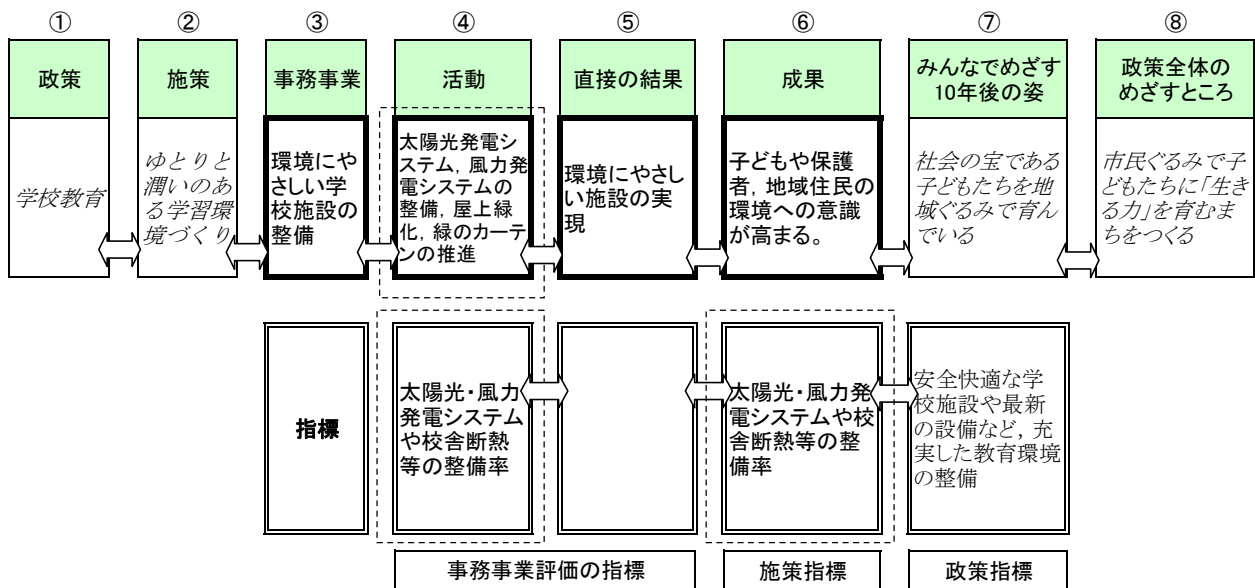 ① ② ③ ④ ⑤ ⑥ ⑦ ⑧
政策
施策
事務事業
活動
直接の結果
成果
みんなでめざす
10年後の姿
政策全体の
めざすところ
学校教育
ゆとりと
潤いのあ
る学習環
境づくり
環境にや
さしい学
校施設の
整備
太陽光発電シ
ステム，風力発
電システムの
整備，屋上緑
化，緑のカーテ
ンの推進
環境にやさし
い施設の実
現
子どもや保護
者，地域住民の
環境への意識
が高まる。
社会の宝である
子どもたちを地
域ぐるみで育ん
でいる
市民ぐるみで子
どもたちに「生き
る力」を育むま
ちをつくる
指標
太陽光・風力
発電システム
や校舎断熱
等の整備率
太陽光・風力発
電システムや校
舎断熱等の整
備率
安全快適な学
校施設や最新
の設備など，充
実した教育環境
の整備
事務事業評価の指標
施策指標
政策指標